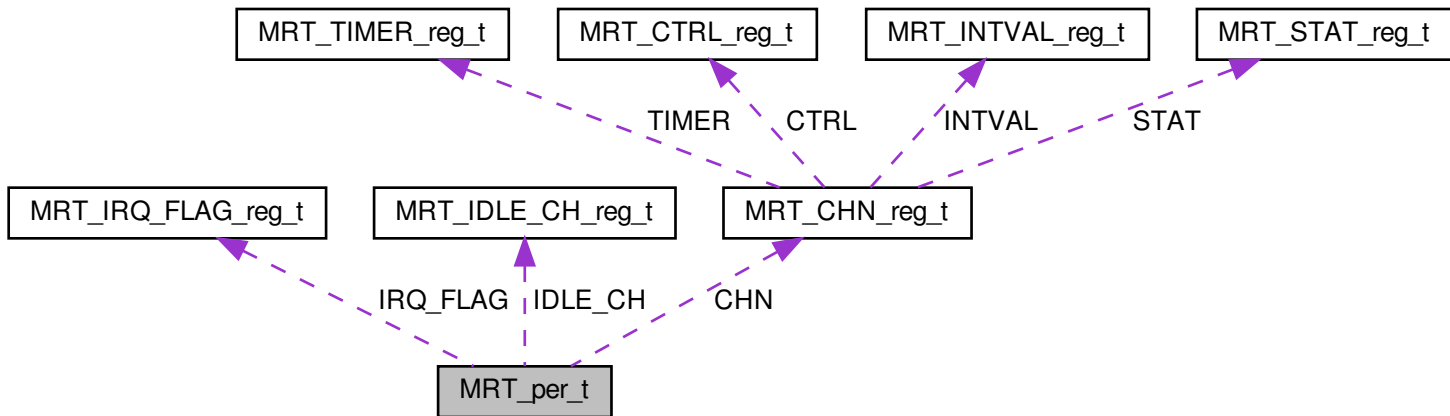 MRT_TIMER_reg_t
MRT_CTRL_reg_t
MRT_INTVAL_reg_t
MRT_STAT_reg_t
TIMER
CTRL
INTVAL
STAT
MRT_IRQ_FLAG_reg_t
MRT_IDLE_CH_reg_t
MRT_CHN_reg_t
IRQ_FLAG
IDLE_CH
CHN
MRT_per_t